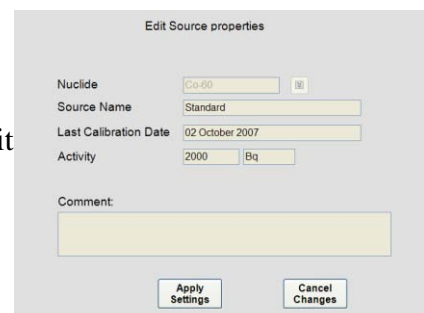 Edit Source properties
Nuclide Co-60
Source Name Standard
it
Last Calibration Date 02 October 2007
Activity 2000 Bq
Comment:
Apply Settings Cancel Changes